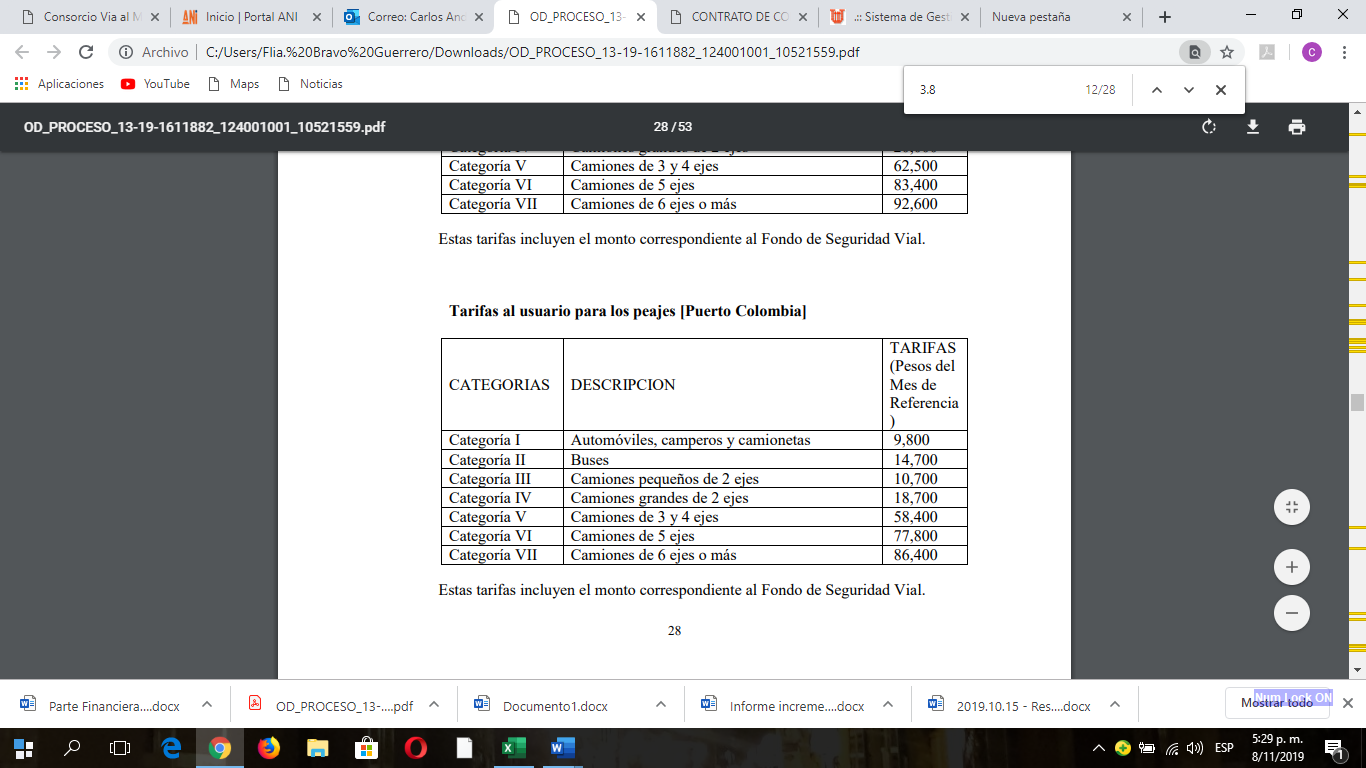 Consorcio Via al M
Inicio | Portal ANI
Correo: Carlos And
OD_PROCESO_13-
CONTRATO DE CO
.:: Sistema de Gest
Nueva pestaña
Archivo
C:/Users/Flia.%20Bravo%20Guerrero/Downloads/OD_PROCESO_13-19-1611882_124001001_10521559.pdf
Aplicaciones
YouTube
Maps
Noticias
3.8
12/28
OD_PROCESO_13-19-1611882_124001001_10521559.pdf
28 / 53
Categoría V Camiones de 3 y 4 ejes 62,500
Categoría VI Camiones de 5 ejes 83,400
Categoría VII Camiones de 6 ejes o más 92,600
Estas tarifas incluyen el monto correspondiente al Fondo de Seguridad Vial.
Tarifas al usuario para los peajes [Puerto Colombia]
CATEGORIAS DESCRIPCION
TARIFAS
(Pesos del
Mes de
Referencia
)
Categoría I Automóviles, camperos y camionetas 9,800
Categoría II Buses 14,700
Categoría III Camiones pequeños de 2 ejes 10,700
Categoría IV Camiones grandes de 2 ejes 18,700
Categoría V Camiones de 3 y 4 ejes 58,400
Categoría VI Camiones de 5 ejes 77,800
Categoría VII Camiones de 6 ejes o más 86,400
Estas tarifas incluyen el monto correspondiente al Fondo de Seguridad Vial.
28
Parte Financiera....docx
OD_PROCESO_13-....pdf
Documento1.docx
Informe increme....docx
2019.10.15 - Res....docx
Mostrar todo
Num Lock ON
ESP
5:29 p. m.
8/11/2019
1